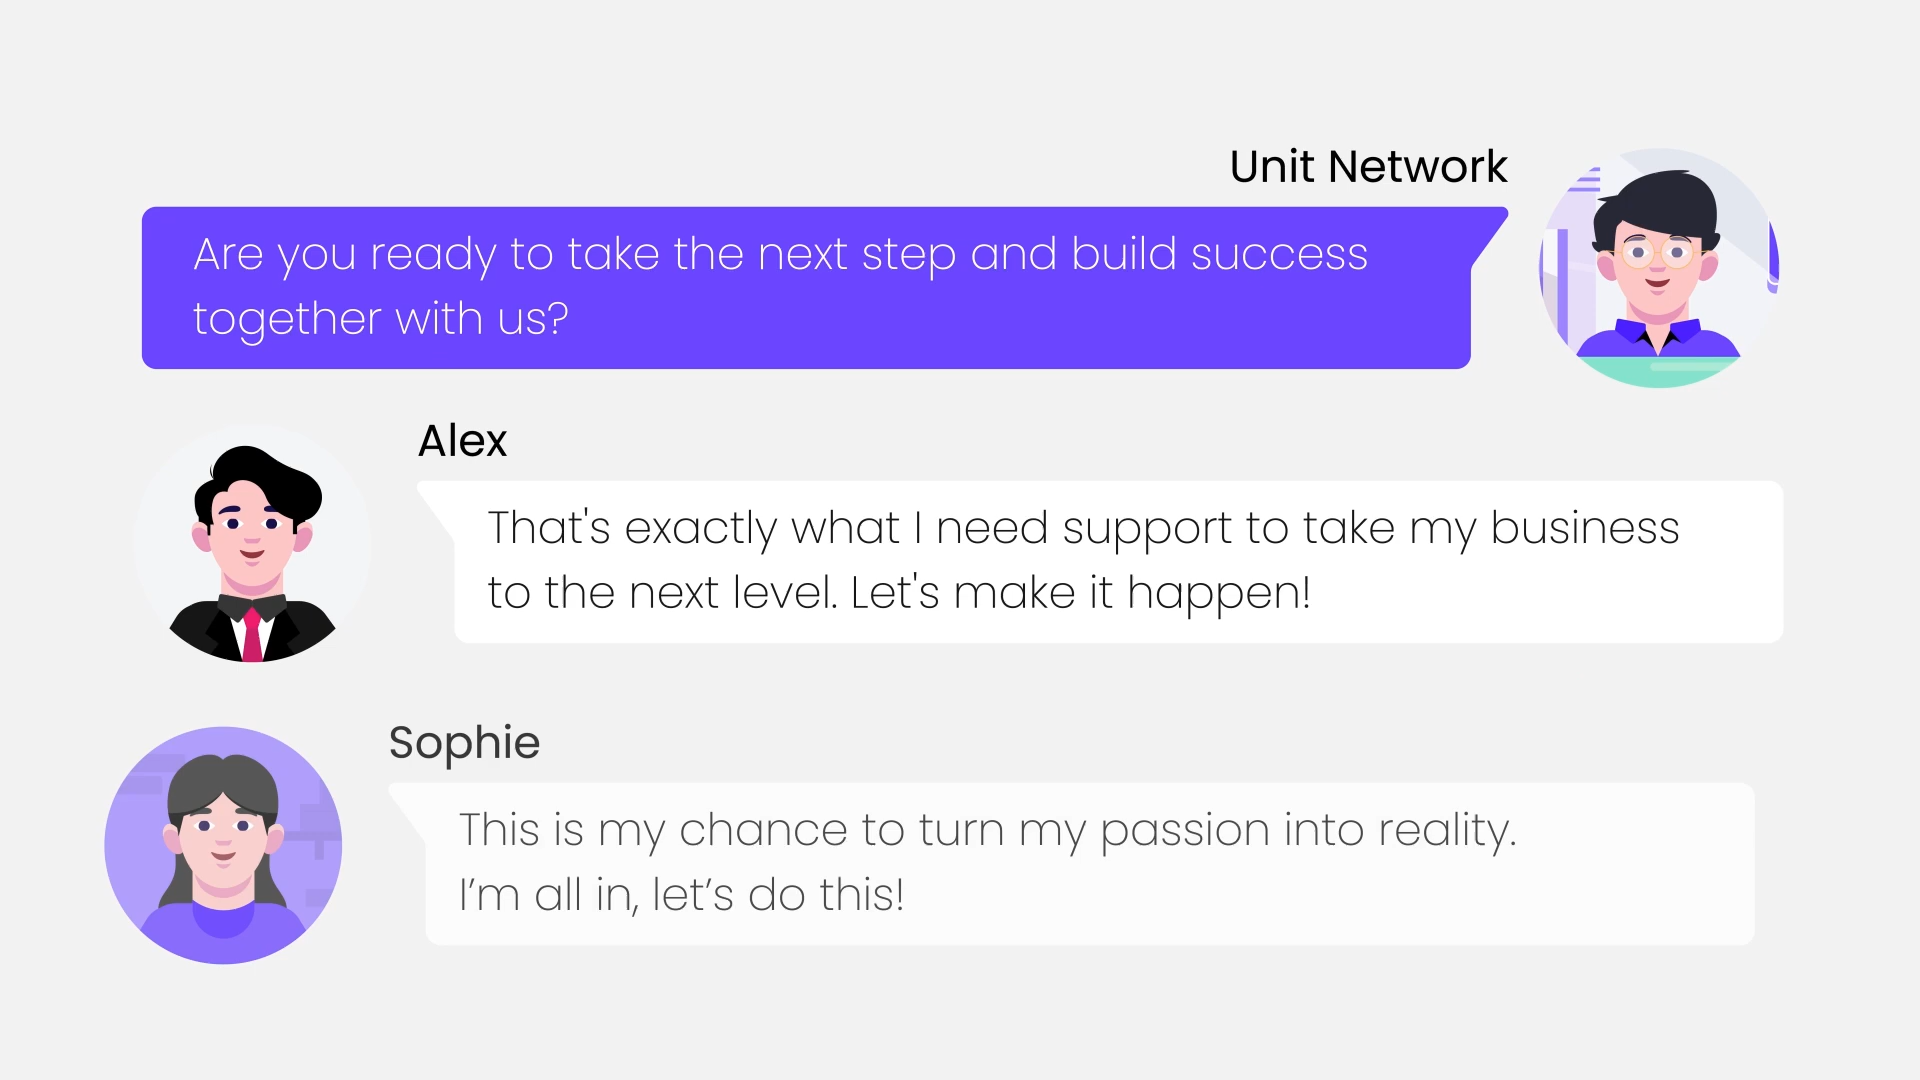 Unit Network
Are you ready to take the next step and build success
together with us?
Alex
That's exactly what I need support to take my business
to the next level. Let's make it happen!
Sophie
This is my chance to turn my passion into reality.
I’m all in, let’s do this!